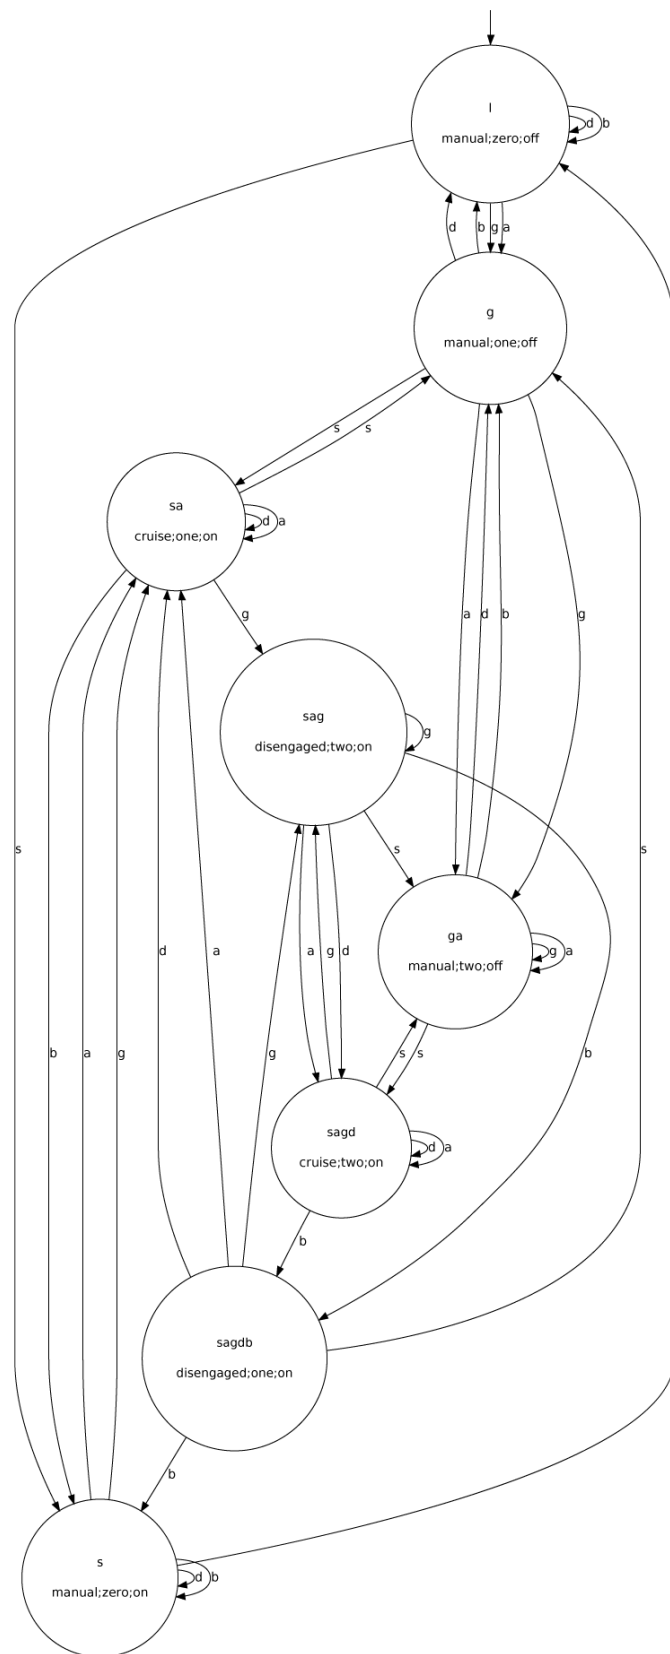 l
manual;zero;off
d b
d b g a
g
manual;one;off
s s
sa
cruise;one;on
d a
g a d b g
sag
disengaged;two;on
g
s s s
d a a g d
ga
manual;two;off
g a
b a g g s s b
sagd
cruise;two;on
d a
b
sagdb
disengaged;one;on
b
s
manual;zero;on
d b